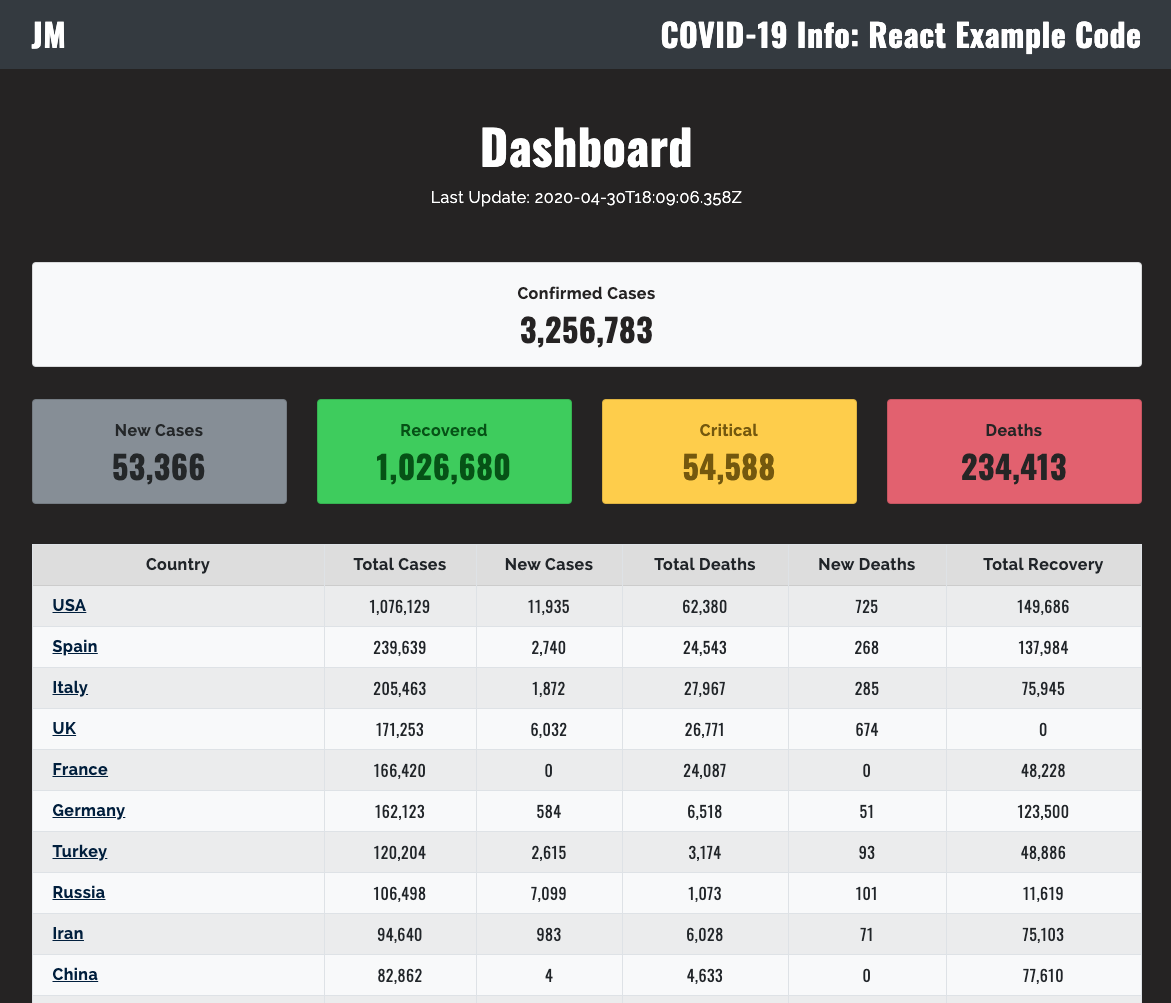 JM COVID-19 Info: React Example Code
Dashboard
Last Update: 2020-04-30T18:09:06.358Z
Confirmed Cases
3,256,783
New Cases Recovered Critical Deaths
53,366 1,026,680 54,588 234,413
Country Total Cases New Cases Total Deaths New Deaths Total Recovery
USA 1,076,129 11,935 62,380 725 149,686
Spain 239,639 2,740 24,543 268 137,984
Italy 205,463 1,872 27,967 285 75,945
UK 171,253 6,032 26,771 674 0
France 166,420 0 24,087 0 48,228
Germany 162,123 584 6,518 51 123,500
Turkey 120,204 2,615 3,174 93 48,886
Russia 106,498 7,099 1,073 101 11,619
Iran 94,640 983 6,028 71 75,103
China 82,862 4 4,633 0 77,610